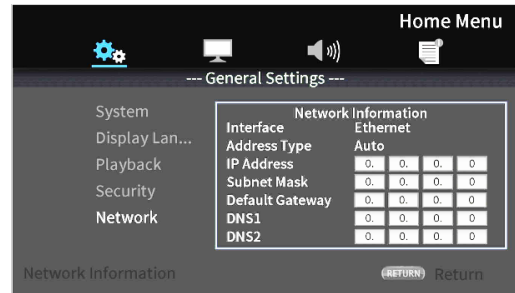 Home Menu
--- General Settings ---
System
Display Lan...
Playback
Security
Network
Network Information
Interface Ethernet
Address Type Auto
IP Address 0. 0. 0. 0
Subnet Mask 0. 0. 0. 0
Default Gateway 0. 0. 0. 0
DNS1 0. 0. 0. 0
DNS2 0. 0. 0. 0
Network Information
RETURN Return